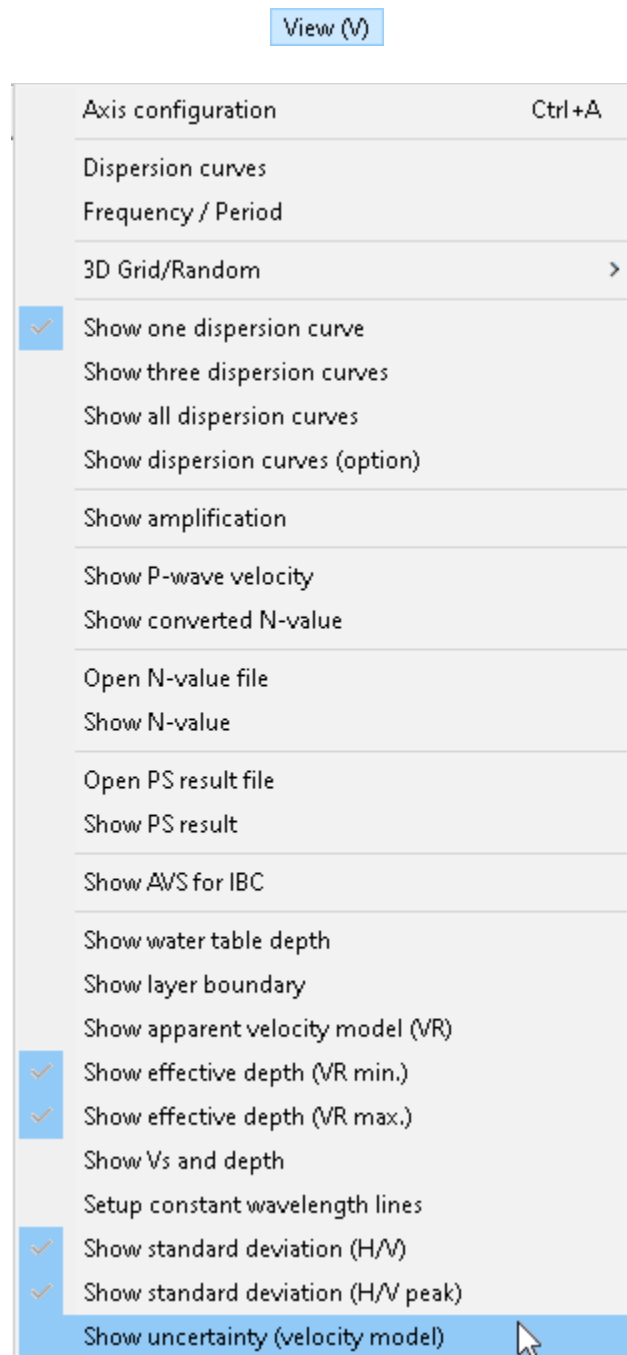 View (V)
Axis configuration Ctrl+A
Dispersion curves
Frequency / Period
3D Grid/Random
Show one dispersion curve
Show three dispersion curves
Show all dispersion curves
Show dispersion curves (option)
Show amplification
Show P-wave velocity
Show converted N-value
Open N-value file
Show N-value
Open PS result file
Show PS result
Show AVS for IBC
Show water table depth
Show layer boundary
Show apparent velocity model (VR)
Show effective depth (VR min.)
Show effective depth (VR max.)
Show Vs and depth
Setup constant wavelength lines
Show standard deviation (H/V)
Show standard deviation (H/V peak)
Show uncertainty (velocity model)